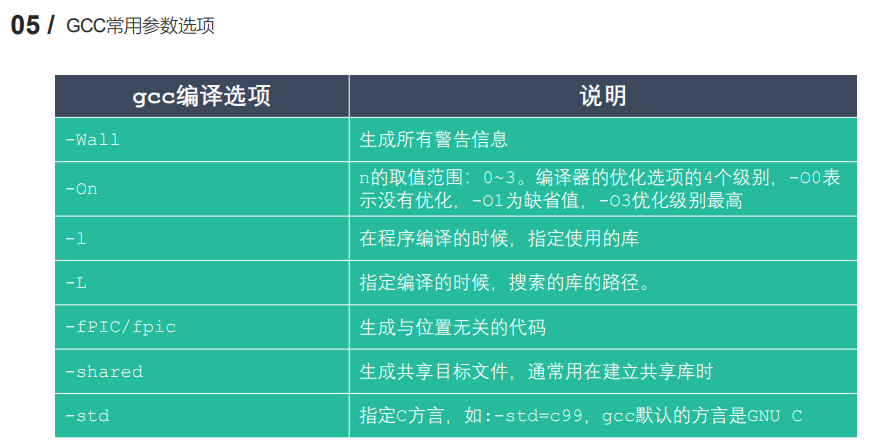 05 / GCC常用参数选项
gcc编译选项 说明
-Wall 生成所有警告信息
-On n的取值范围：0~3。编译器的优化选项的4个级别，-O0表
示没有优化，-O1为缺省值，-O3优化级别最高
-l 在程序编译的时候，指定使用的库
-L 指定编译的时候，搜索的库的路径。
-fPIC/fpic 生成与位置无关的代码
-shared 生成共享目标文件，通常用在建立共享库时
-std 指定C方言，如:-std=c99，gcc默认的方言是GNU C